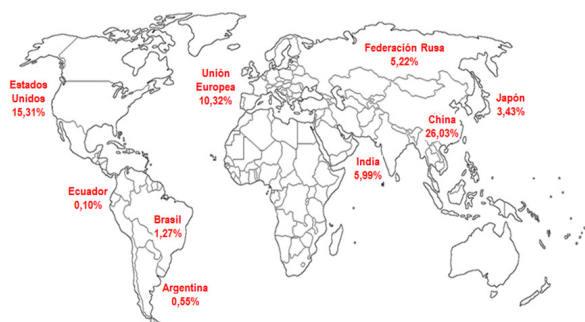 Federación Rusa
5,22%
Estados
Unidos
15,31%
Unión
Europea
10,32%
Japón
3,43%
China
26,03%
India
5,99%
Ecuador
0,10%
Brasil
1,27%
Argentina
0,55%